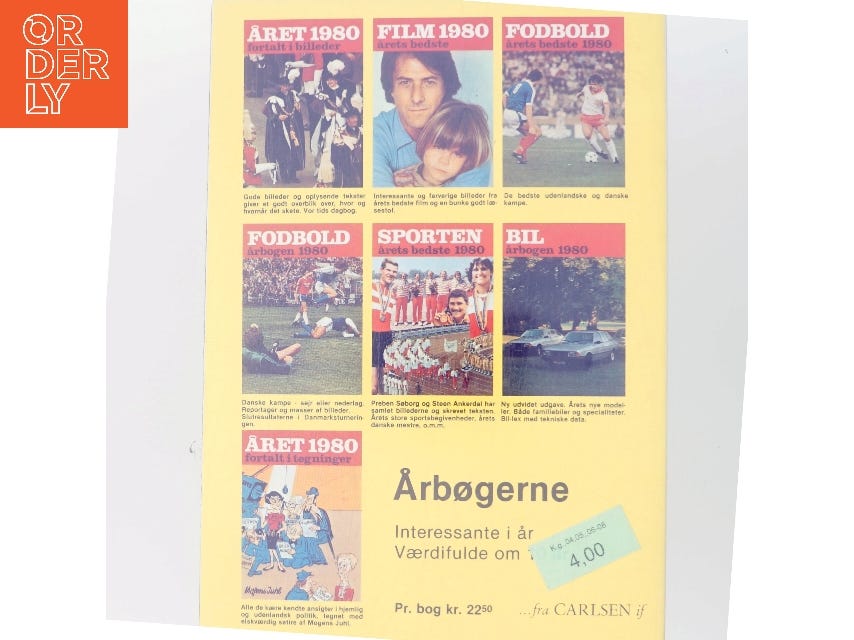 OR
DER
LY
ÅRET 1980
fortalt i billeder
Gode billeder og oplysende tekster
giver et godt overblik over, hvor og
hvornår det skete. Vor tids dagbog.
FILM 1980
årets bedste
Interessante og farverige billeder fra
årets bedste film og en bunke godt læ-
sestof.
FODBOLD
årets bedste 1980
De bedste udenlandske og danske
kampe.
FODBOLD
årbogen 1980
Danske kampe - sejr eller nederlag.
Reportager og masser af billeder.
Slutresultaterne i Danmarksturnerin-
gen.
SPORTEN
årets bedste 1980
Preben Søborg og Steen Ankerdal har
samlet billederne og skrevet teksten.
Årets store sportsbegivenheder, årets
danske mestre, o.m.m.
BIL
årbogen 1980
Ny udvidet udgave. Årets nye model-
ler. Både familiebiler og specialiteter.
Bil-lex med tekniske data.
ÅRET 1980
fortalt i tegninger
Mogens Juhl
Alle de kære kendte ansigter i hjemlig
og udenlandsk politik, tegnet med
elskværdig satire af Mogens Juhl.
Årbøgerne
Interessante i år
Værdifulde om
K.g. 04,05,-06-08
4,00
Pr. bog kr. 22⁵⁰
...fra CARLSEN if